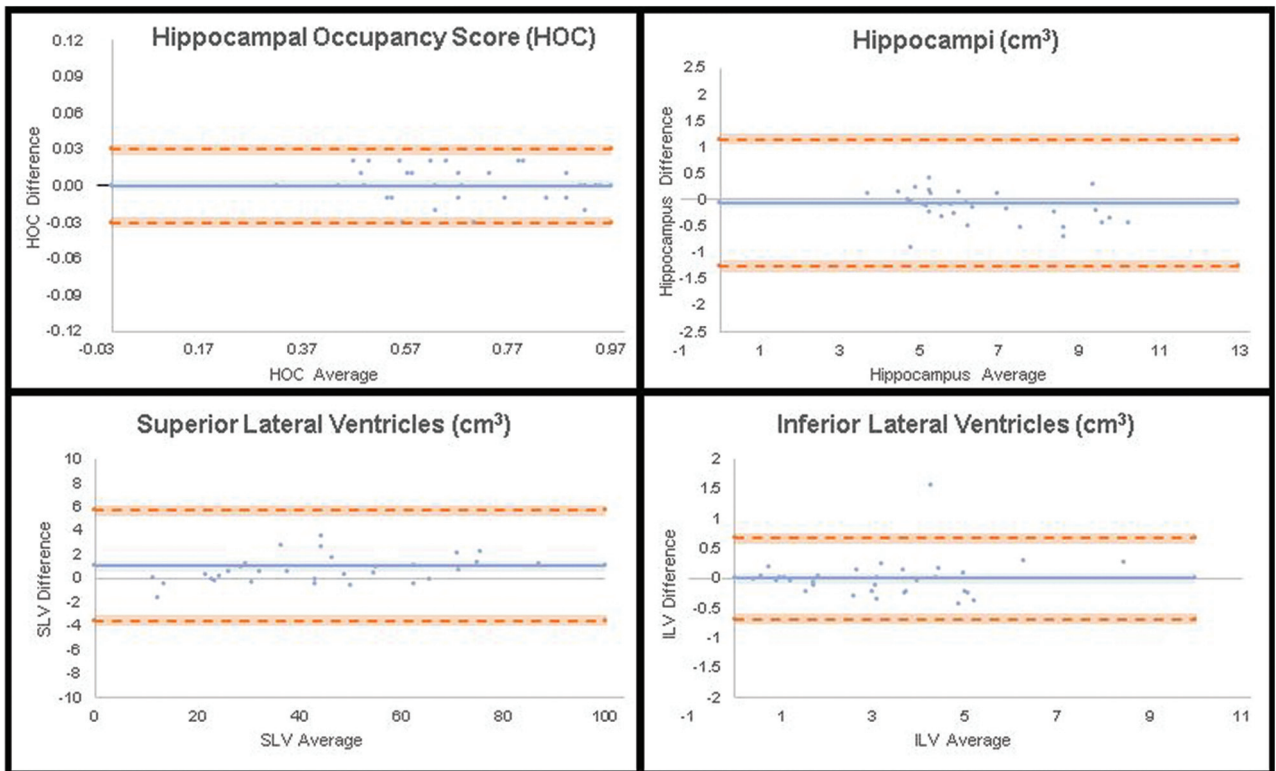 Hippocampal Occupancy Score (HOC)
0.12
0.09
0.06
0.03
0.00
-0.03
-0.06
-0.09
-0.12
HOC Difference
-0.03 0.17 0.37 0.57 0.77 0.97
HOC Average
Hippocampi (cm³)
2.5
2
1.5
1
0.5
0
-0.5
-1
-1.5
-2
-2.5
Hippocampus Difference
-1 1 3 5 7 9 11 13
Hippocampus Average
Superior Lateral Ventricles (cm³)
10
8
6
4
2
0
-2
-4
-6
-8
-10
SLV Difference
0 20 40 60 80 100
SLV Average
Inferior Lateral Ventricles (cm³)
2
1.5
1
0.5
0
-0.5
-1
-1.5
-2
ILV Difference
-1 1 3 5 7 9 11
ILV Average